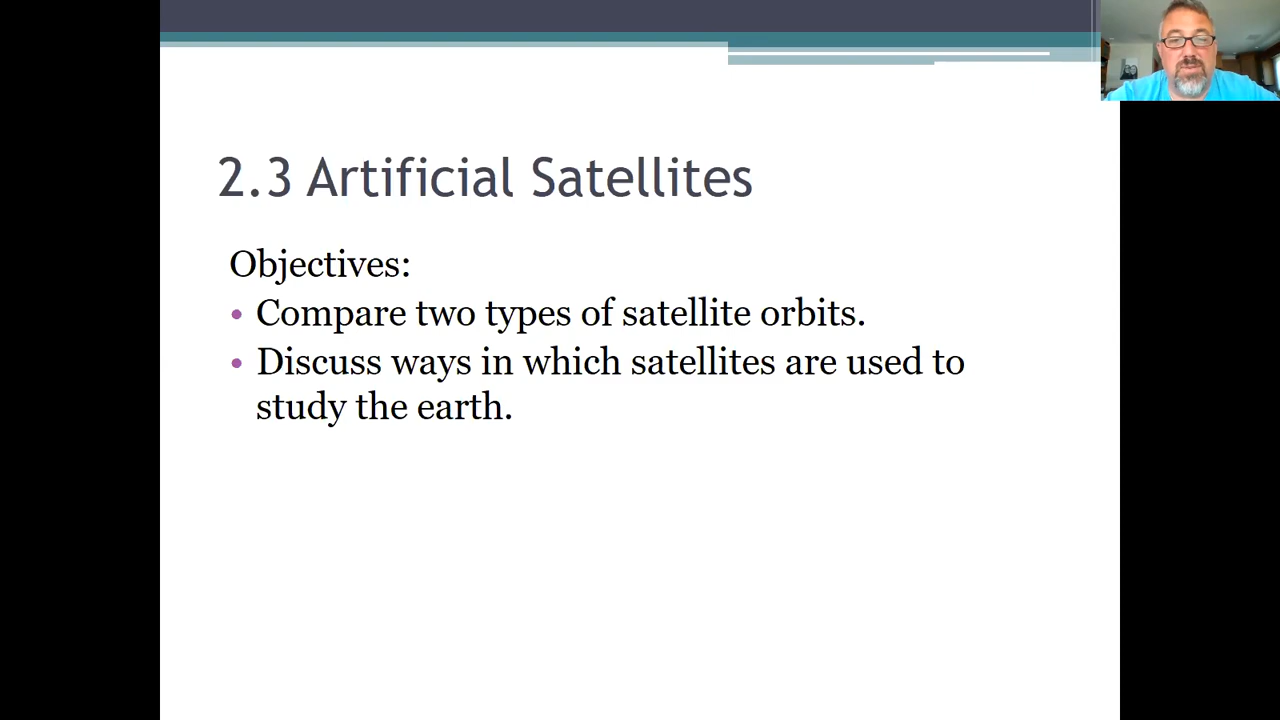 2.3 Artificial Satellites
Objectives:
• Compare two types of satellite orbits.
• Discuss ways in which satellites are used to
study the earth.